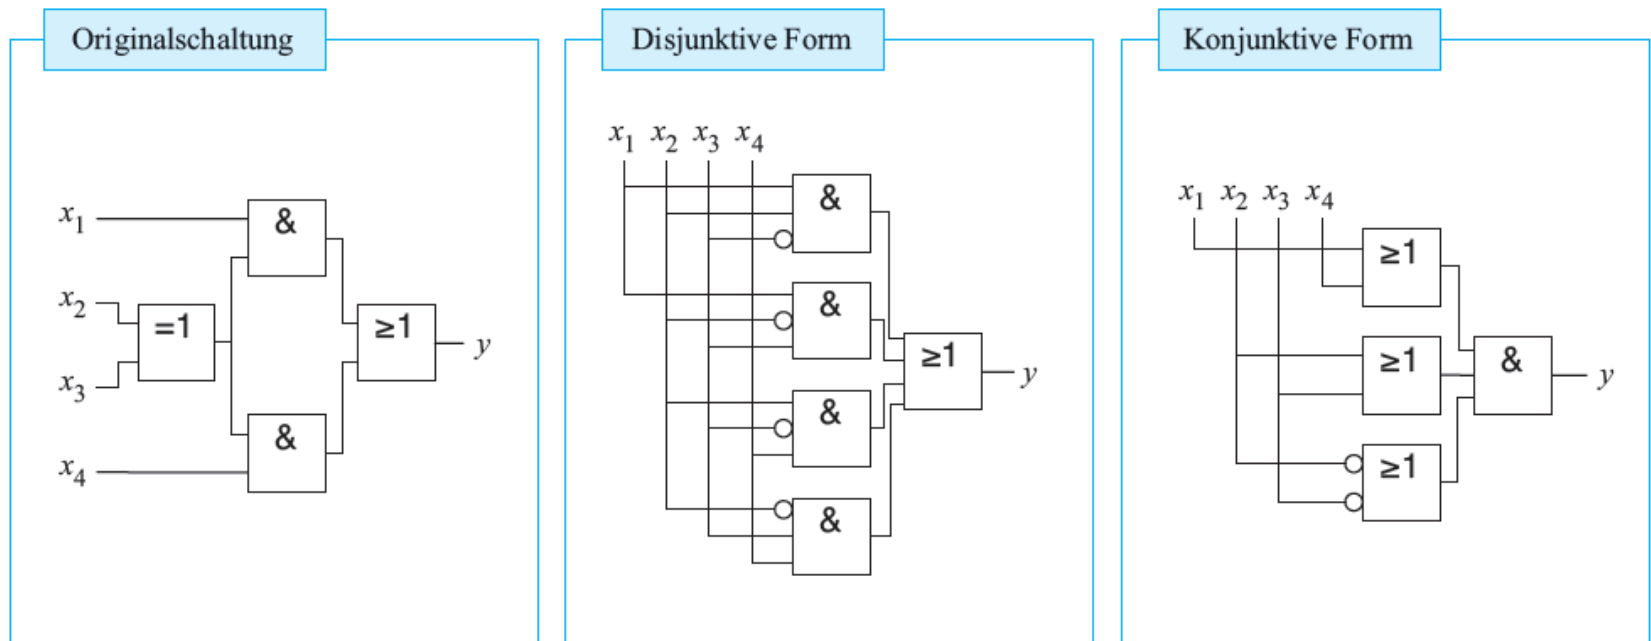 Originalschaltung
x1
x2
x3
x4
=1
&
&
≥1
y
Disjunktive Form
x1 x2 x3 x4
&
&
&
&
≥1
y
Konjunktive Form
x1 x2 x3 x4
≥1
≥1
≥1
&
y